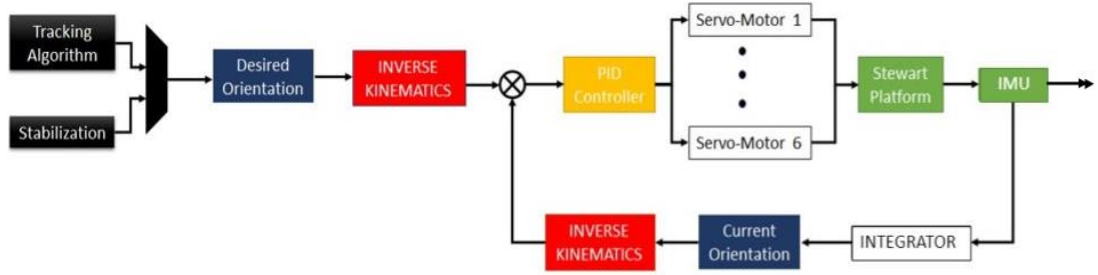 Tracking
Algorithm
Stabilization
Desired
Orientation
INVERSE
KINEMATICS
PID
Controller
Servo-Motor 1
Servo-Motor 6
Stewart
Platform
IMU
INVERSE
KINEMATICS
Current
Orientation
INTEGRATOR